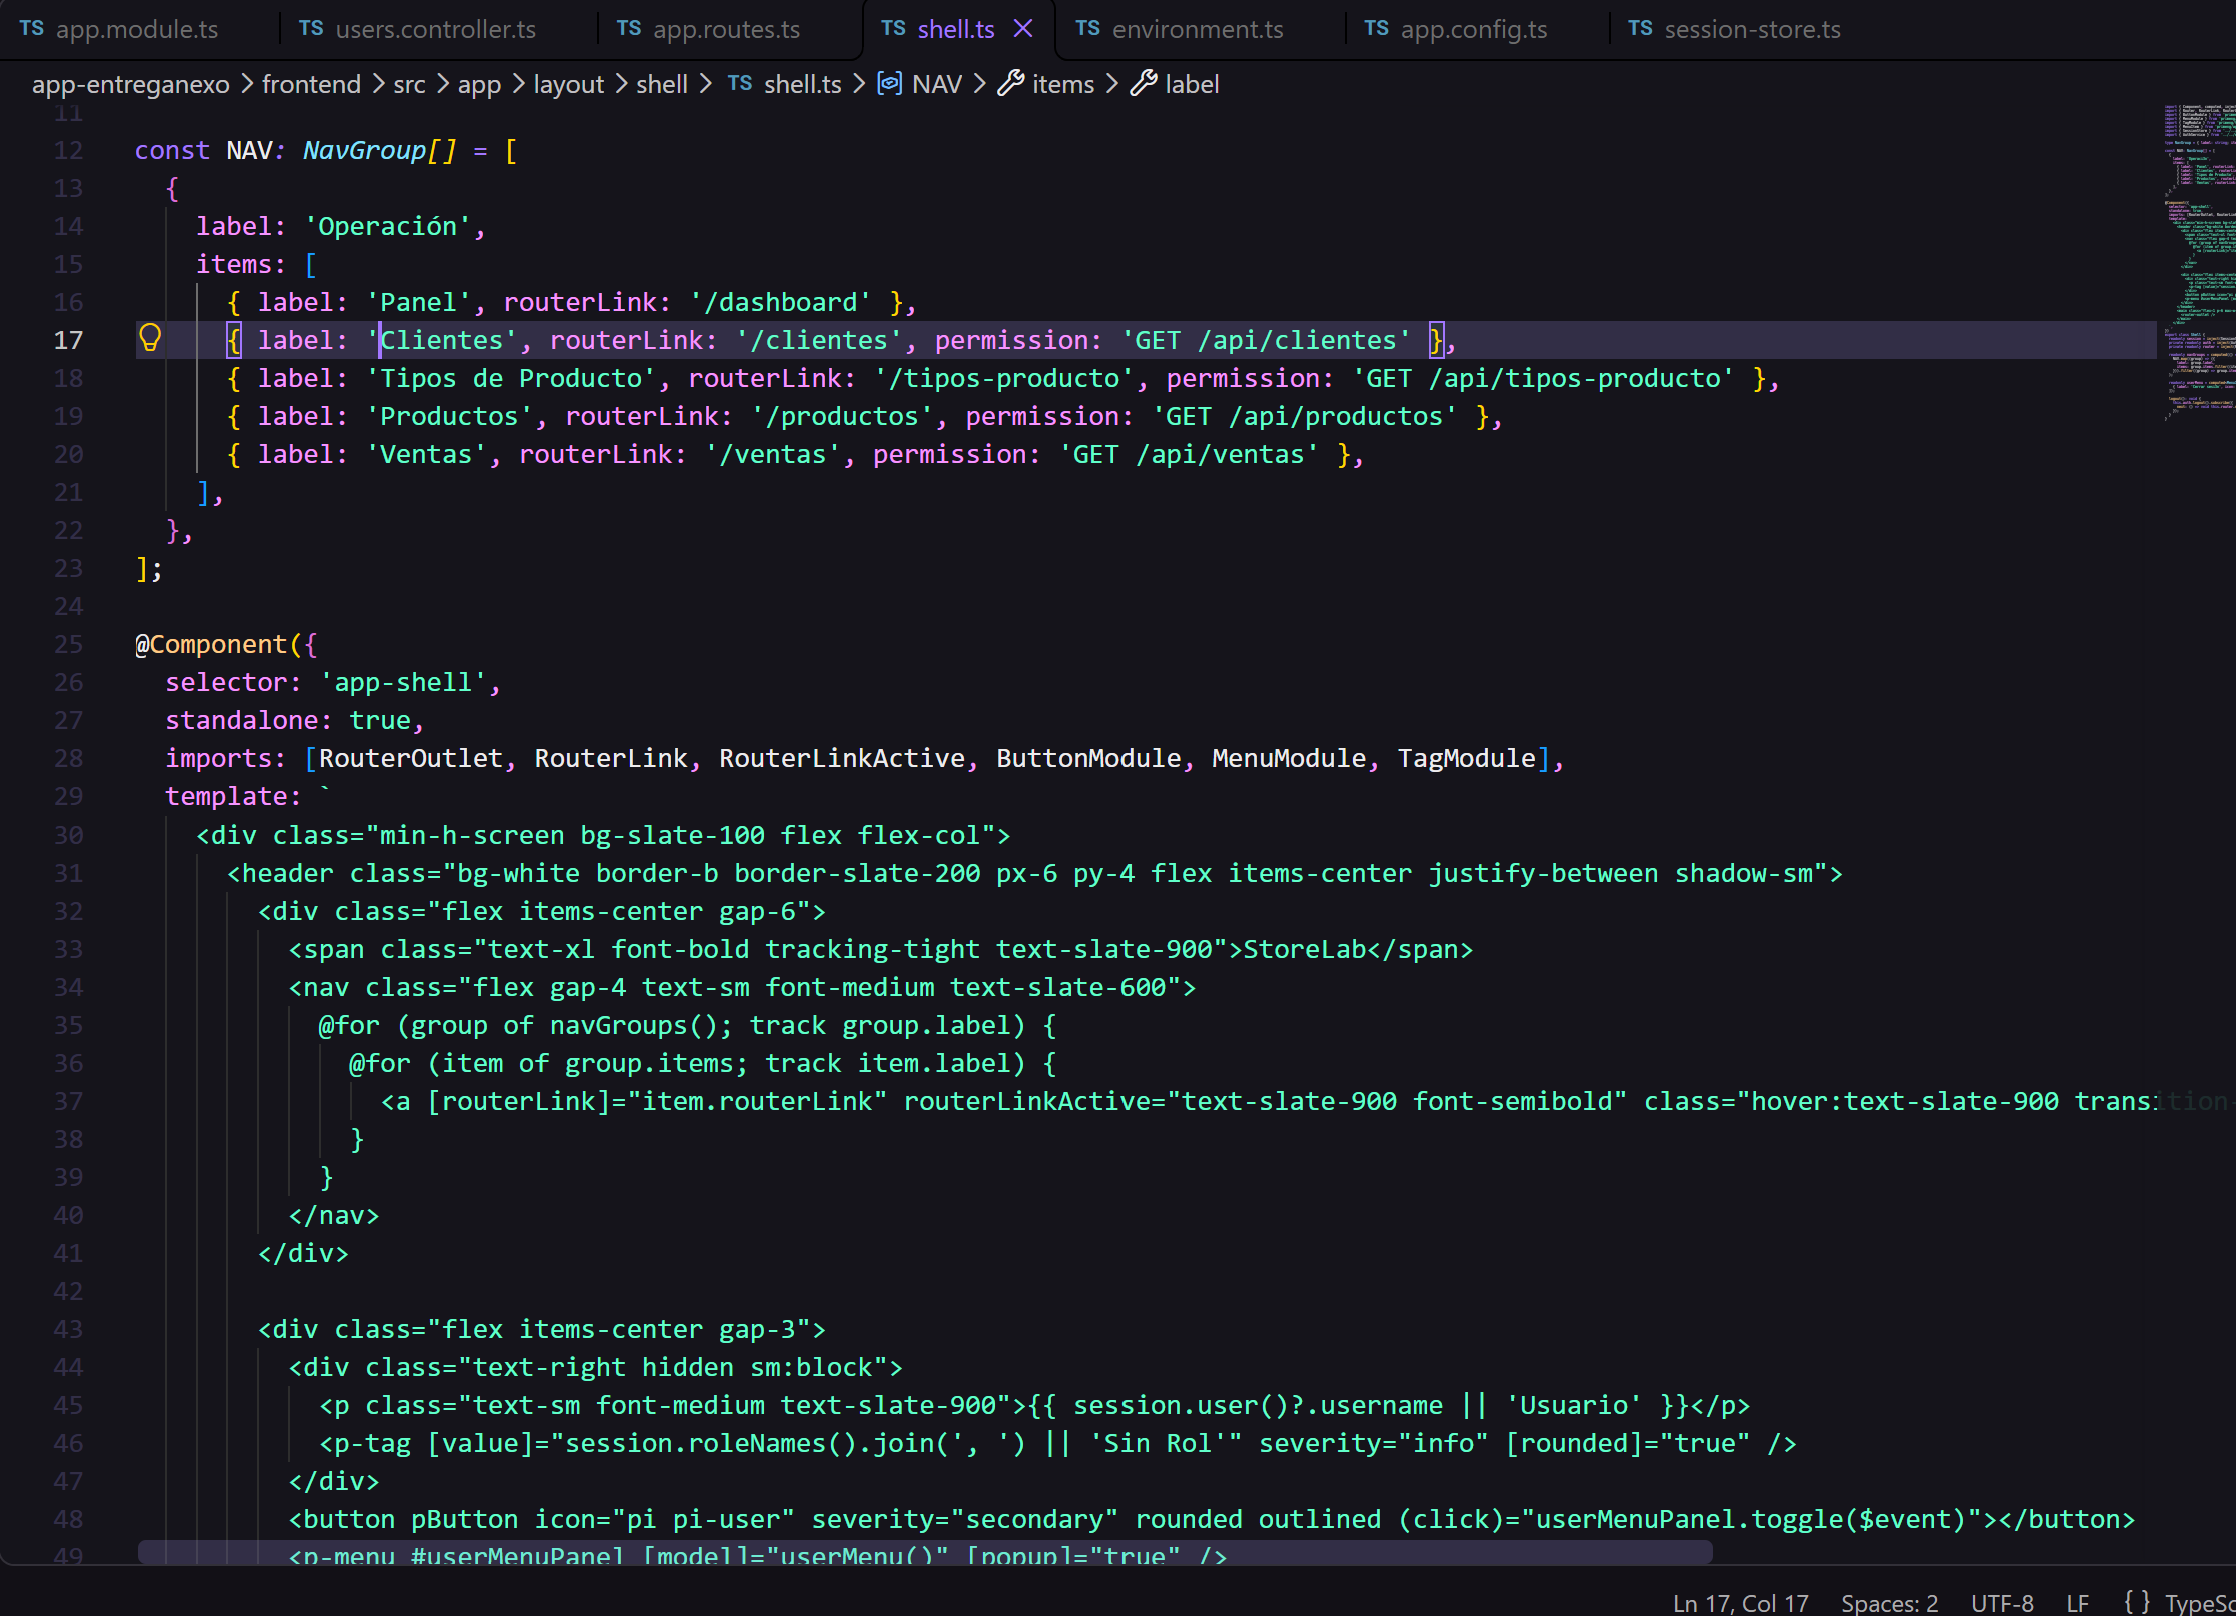 TS app.module.ts TS users.controller.ts TS app.routes.ts TS shell.ts TS environment.ts TS app.config.ts TS session-store.ts
app-entreganexo > frontend > src > app > layout > shell > TS shell.ts > NAV > items > label
11
12 const NAV: NavGroup[] = [
13   {
14     label: 'Operación',
15     items: [
16       { label: 'Panel', routerLink: '/dashboard' },
17       { label: 'Clientes', routerLink: '/clientes', permission: 'GET /api/clientes' },
18       { label: 'Tipos de Producto', routerLink: '/tipos-producto', permission: 'GET /api/tipos-producto' },
19       { label: 'Productos', routerLink: '/productos', permission: 'GET /api/productos' },
20       { label: 'Ventas', routerLink: '/ventas', permission: 'GET /api/ventas' },
21     ],
22   },
23 ];
24
25 @Component({
26   selector: 'app-shell',
27   standalone: true,
28   imports: [RouterOutlet, RouterLink, RouterLinkActive, ButtonModule, MenuModule, TagModule],
29   template: `
30     <div class="min-h-screen bg-slate-100 flex flex-col">
31       <header class="bg-white border-b border-slate-200 px-6 py-4 flex items-center justify-between shadow-sm">
32         <div class="flex items-center gap-6">
33           <span class="text-xl font-bold tracking-tight text-slate-900">StoreLab</span>
34           <nav class="flex gap-4 text-sm font-medium text-slate-600">
35             @for (group of navGroups(); track group.label) {
36               @for (item of group.items; track item.label) {
37                 <a [routerLink]="item.routerLink" routerLinkActive="text-slate-900 font-semibold" class="hover:text-slate-900 transition-
38               }
39             }
40           </nav>
41         </div>
42
43         <div class="flex items-center gap-3">
44           <div class="text-right hidden sm:block">
45             <p class="text-sm font-medium text-slate-900">{{ session.user()?.username || 'Usuario' }}</p>
46             <p-tag [value]="session.roleNames().join(', ') || 'Sin Rol'" severity="info" [rounded]="true" />
47           </div>
48           <button pButton icon="pi pi-user" severity="secondary" rounded outlined (click)="userMenuPanel.toggle($event)"></button>
49           <p-menu #userMenuPanel [model]="userMenu()" [popup]="true" />
Ln 17, Col 17 Spaces: 2 UTF-8 LF { } TypeSc